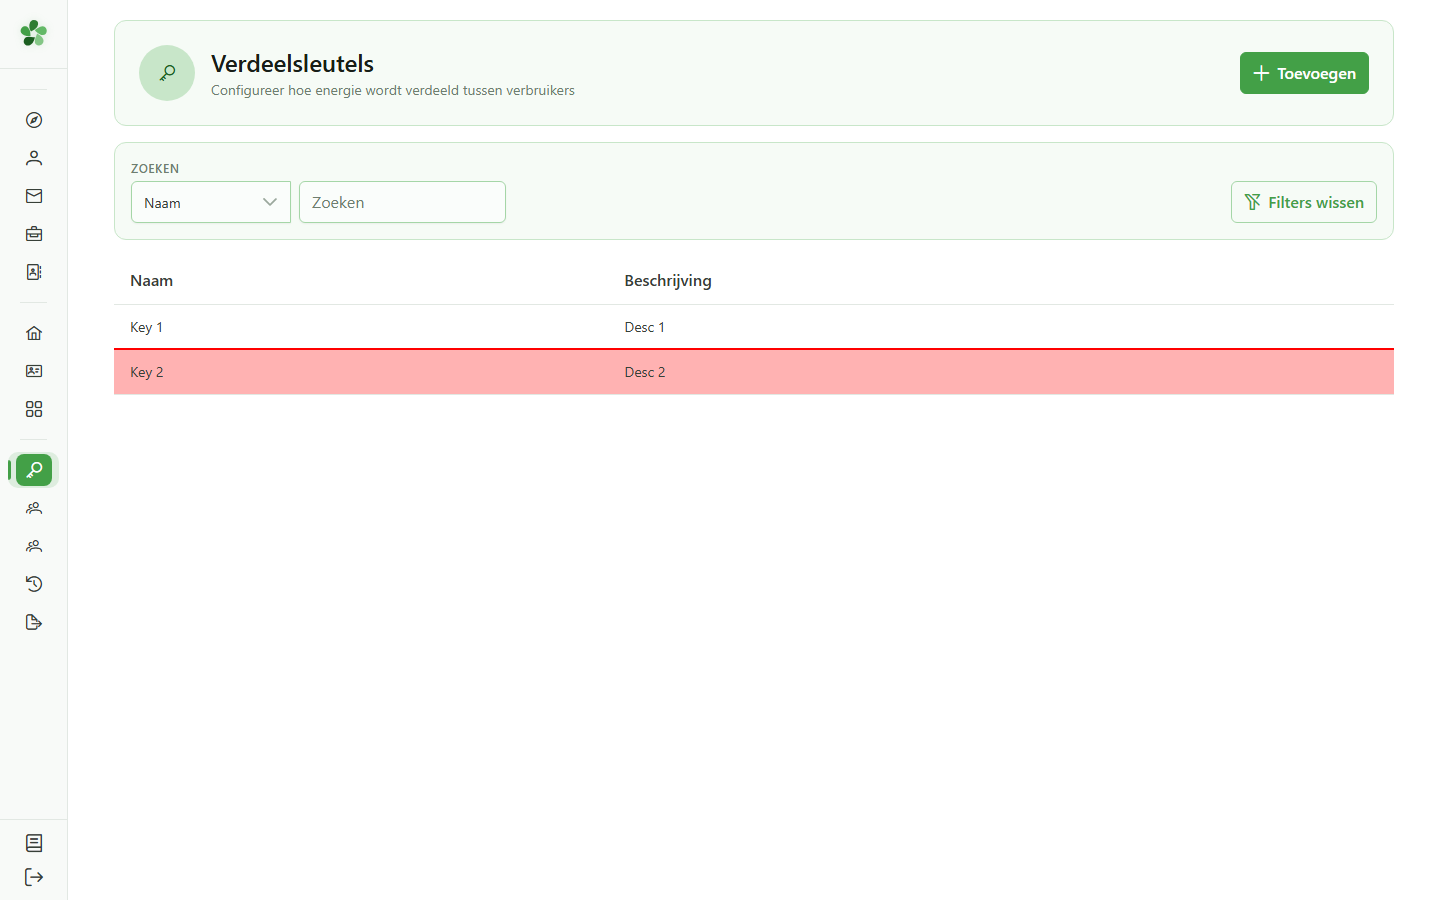 Verdeelsleutels
Configureer hoe energie wordt verdeeld tussen verbruikers
Toevoegen
ZOEKEN
Naam
Zoeken
Filters wissen
Naam Beschrijving
Key 1 Desc 1
Key 2 Desc 2